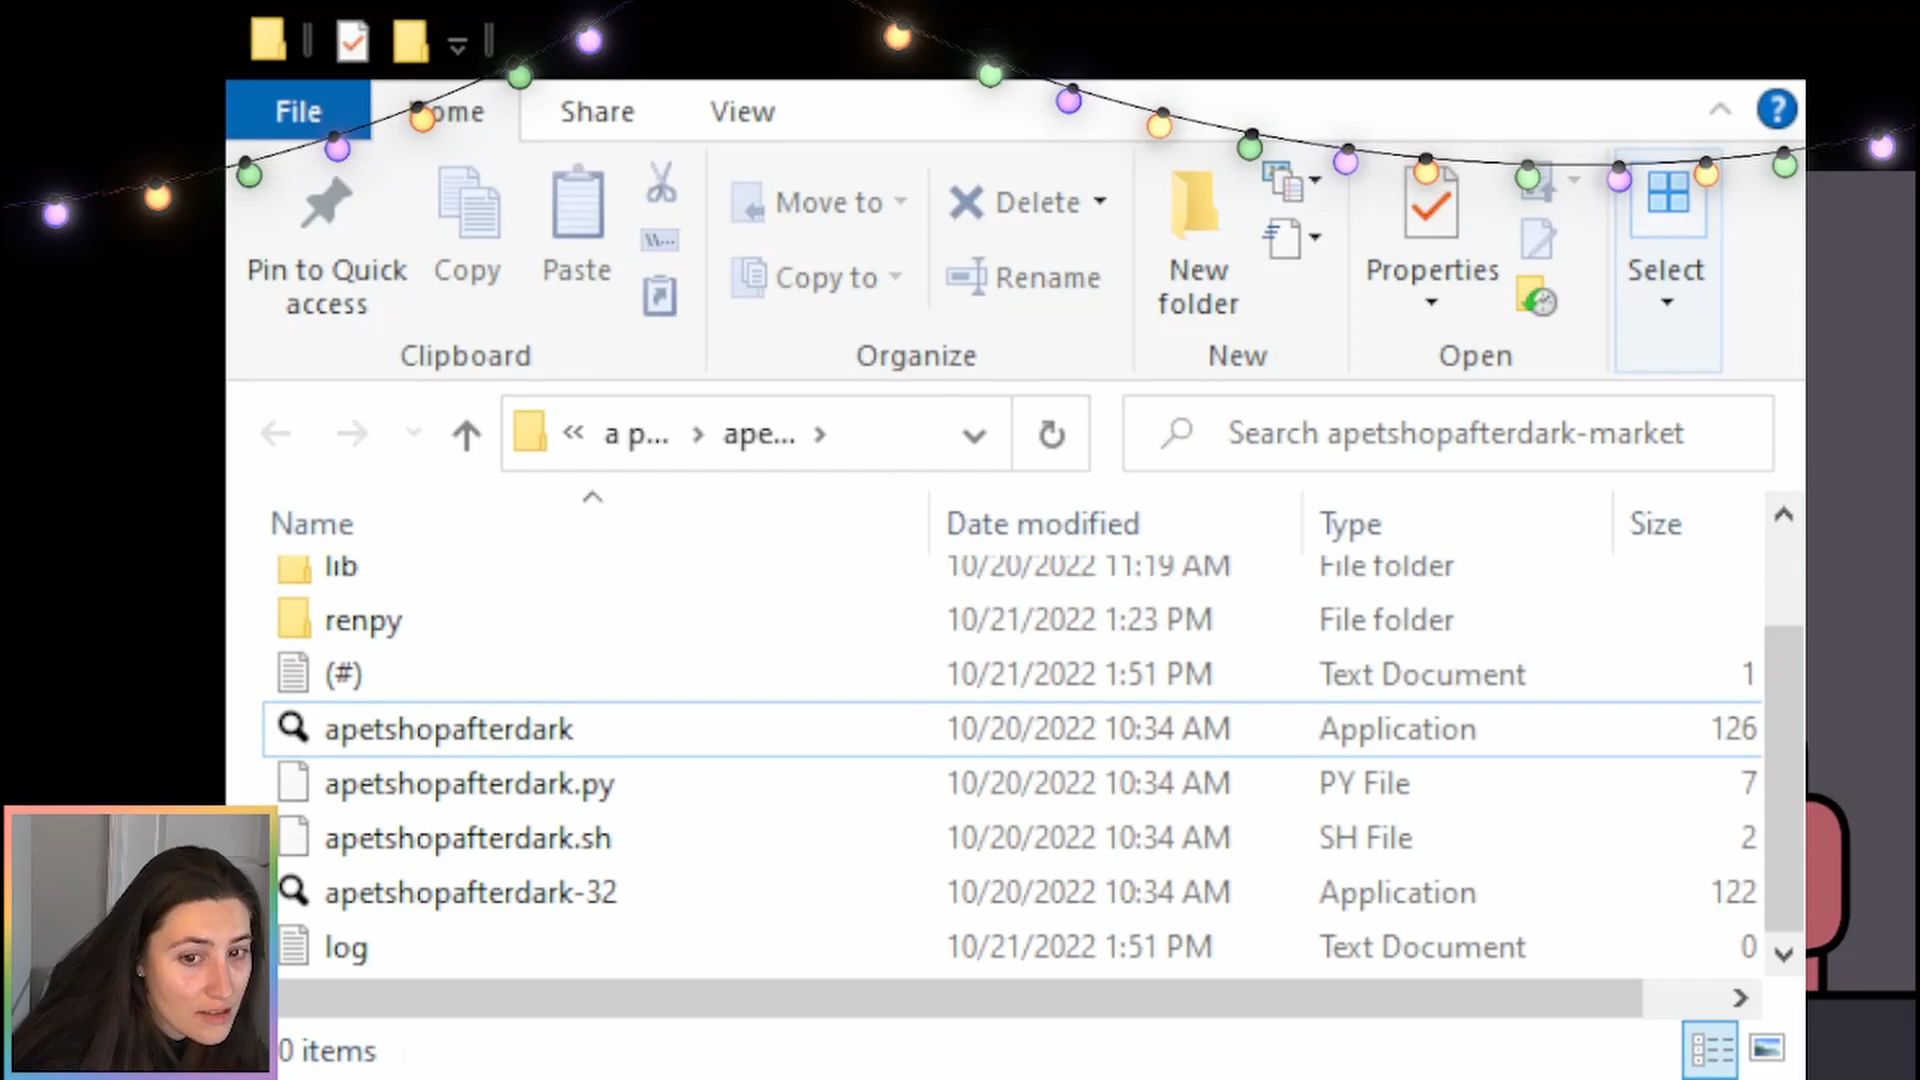 File
ome
Share
View
Pin to Quick access
Copy
Paste
Move to
Copy to
Delete
Rename
New folder
Properties
Select
Clipboard
Organize
New
Open
a p...
ape...
Search apetshopafterdark-market
Name Date modified Type Size
lib 10/20/2022 11:19 AM File folder
renpy 10/21/2022 1:23 PM File folder
(#) 10/21/2022 1:51 PM Text Document 1
apetshopafterdark 10/20/2022 10:34 AM Application 126
apetshopafterdark.py 10/20/2022 10:34 AM PY File 7
apetshopafterdark.sh 10/20/2022 10:34 AM SH File 2
apetshopafterdark-32 10/20/2022 10:34 AM Application 122
log 10/21/2022 1:51 PM Text Document 0
0 items